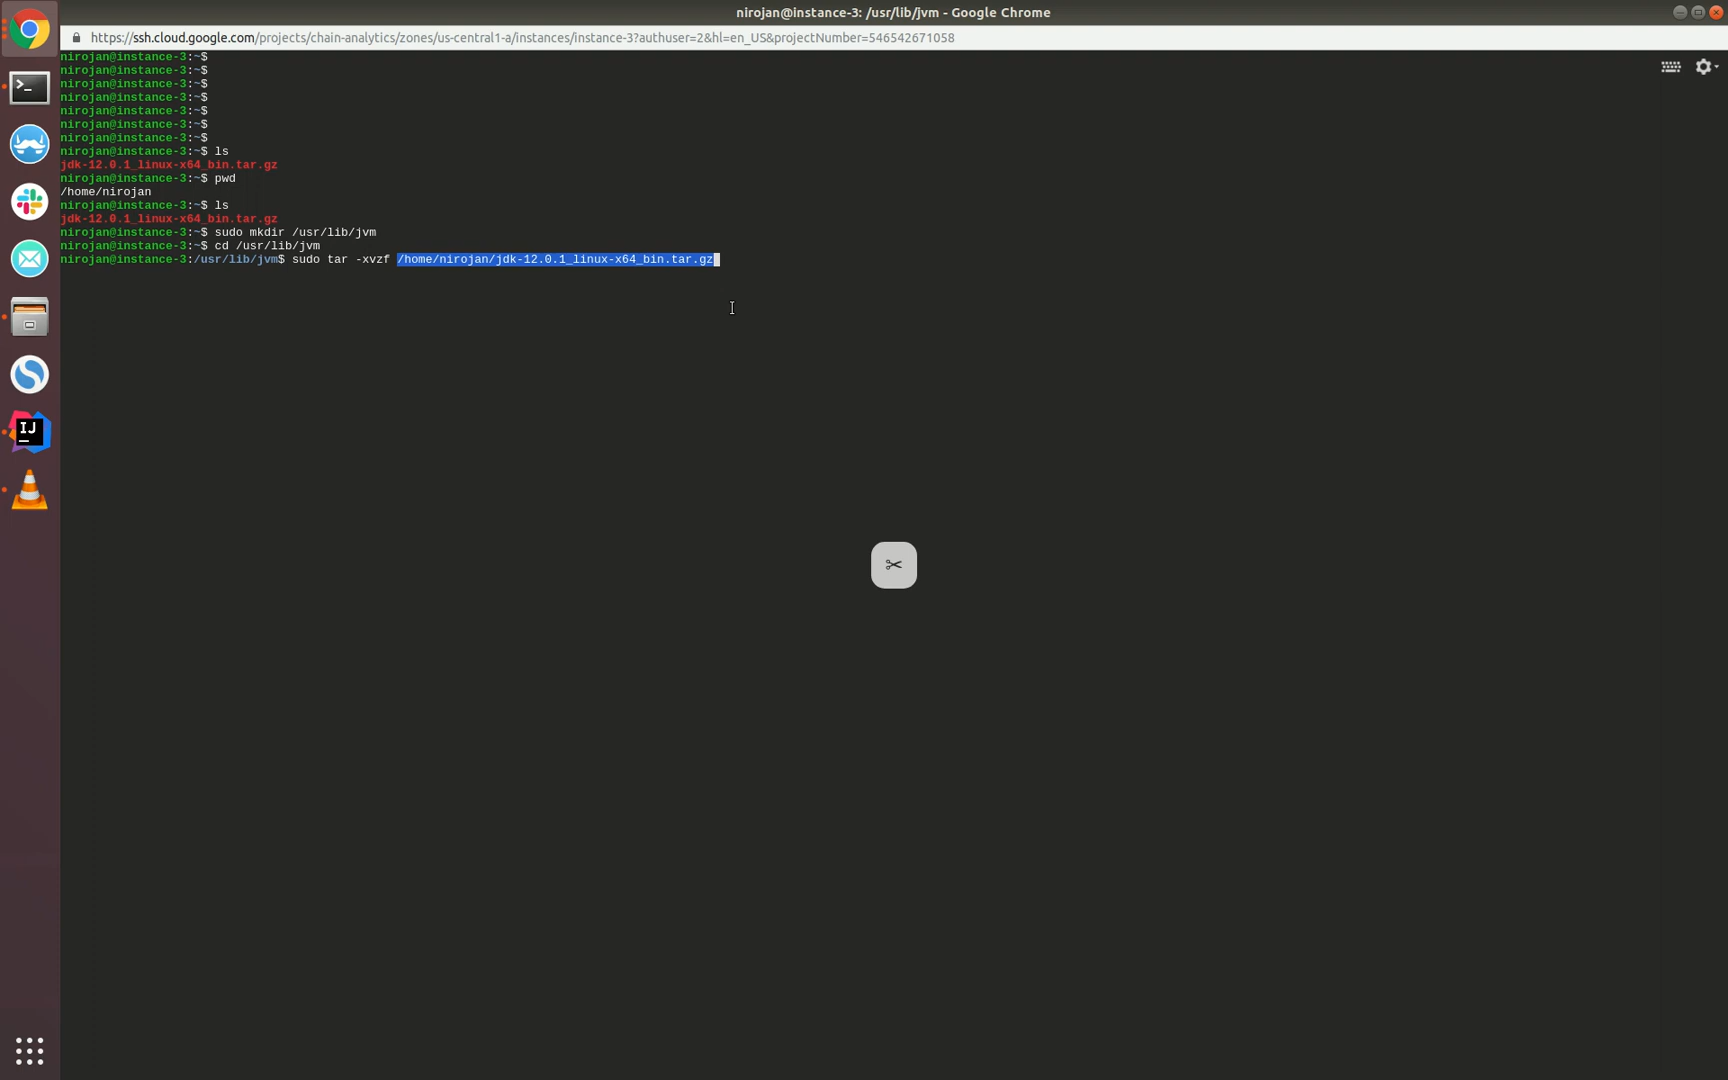 nirojan@instance-3: /usr/lib/jvm - Google Chrome
https://ssh.cloud.google.com/projects/chain-analytics/zones/us-central1-a/instances/instance-3?authuser=2&hl=en_US&projectNumber=546542671058
nirojan@instance-3:~$
nirojan@instance-3:~$
nirojan@instance-3:~$
nirojan@instance-3:~$
nirojan@instance-3:~$
nirojan@instance-3:~$
nirojan@instance-3:~$
nirojan@instance-3:~$ ls
jdk-12.0.1_linux-x64_bin.tar.gz
nirojan@instance-3:~$ pwd
/home/nirojan
nirojan@instance-3:~$ ls
jdk-12.0.1_linux-x64_bin.tar.gz
nirojan@instance-3:~$ sudo mkdir /usr/lib/jvm
nirojan@instance-3:~$ cd /usr/lib/jvm
nirojan@instance-3:/usr/lib/jvm$ sudo tar -xvzf /home/nirojan/jdk-12.0.1_linux-x64_bin.tar.gz
IJ